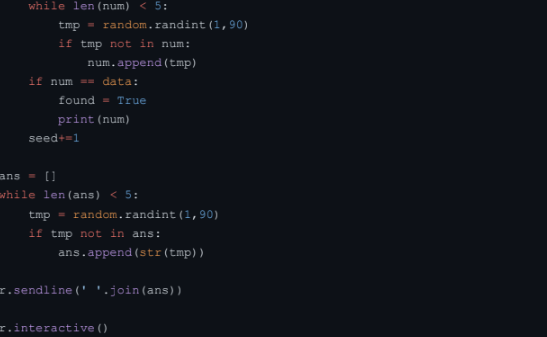 while len(num) < 5:
tmp = random.randint(1,90)
if tmp not in num:
num.append(tmp)
if num == data:
found = True
print(num)
seed+=1
ans = []
while len(ans) < 5:
tmp = random.randint(1,90)
if tmp not in ans:
ans.append(str(tmp))
r.sendline(' '.join(ans))
r.interactive()